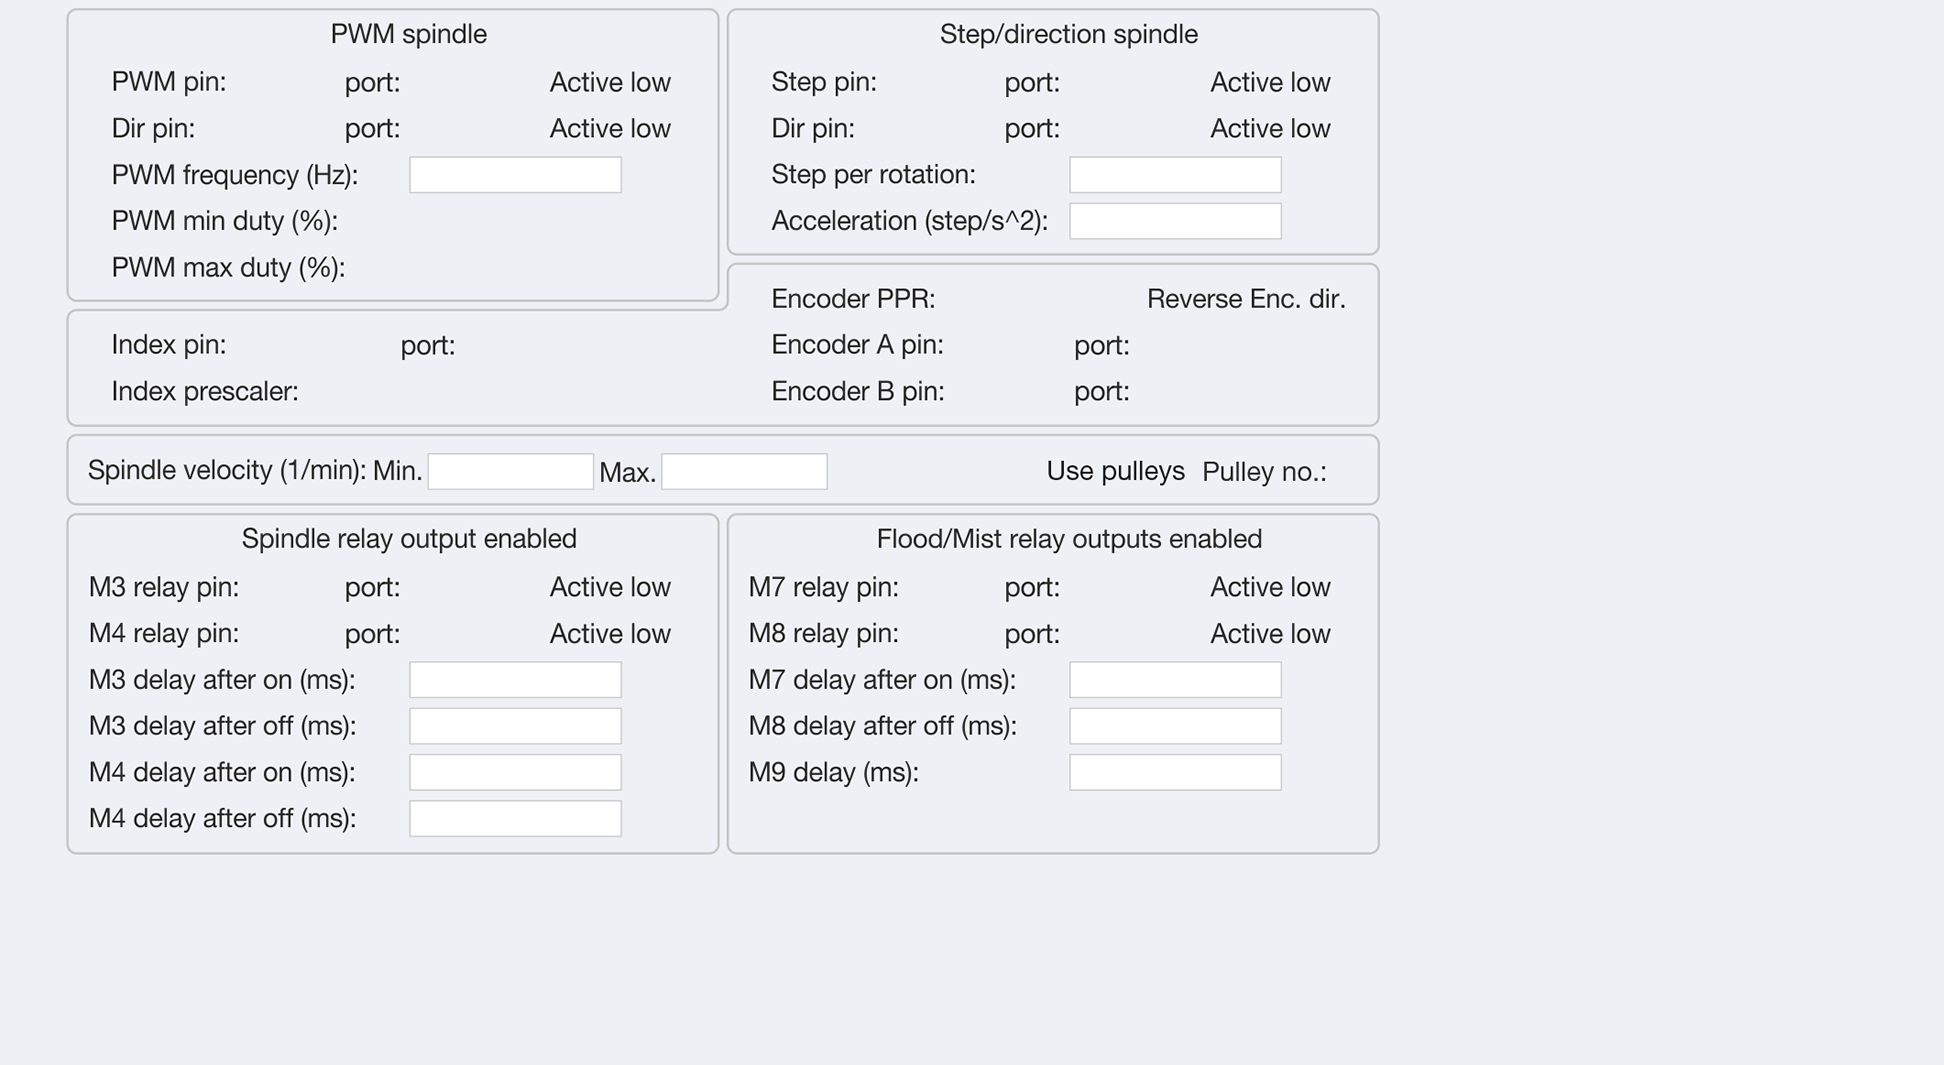 PWM spindle
PWM pin: port: Active low
Dir pin: port: Active low
PWM frequency (Hz):
PWM min duty (%):
PWM max duty (%):
Step/direction spindle
Step pin: port: Active low
Dir pin: port: Active low
Step per rotation:
Acceleration (step/s^2):
Index pin: port:
Index prescaler:
Encoder PPR: Reverse Enc. dir.
Encoder A pin: port:
Encoder B pin: port:
Spindle velocity (1/min): Min. Max. Use pulleys Pulley no.:
Spindle relay output enabled
M3 relay pin: port: Active low
M4 relay pin: port: Active low
M3 delay after on (ms):
M3 delay after off (ms):
M4 delay after on (ms):
M4 delay after off (ms):
Flood/Mist relay outputs enabled
M7 relay pin: port: Active low
M8 relay pin: port: Active low
M7 delay after on (ms):
M8 delay after off (ms):
M9 delay (ms):